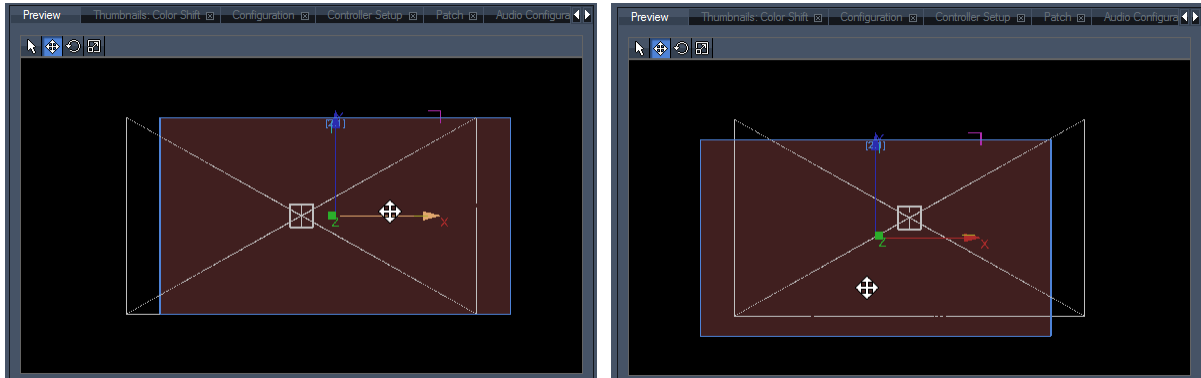 Preview Thumbnails: Color Shift Configuration Controller Setup Patch Audio Configura
X
Z
Preview Thumbnails: Color Shift Configuration Controller Setup Patch Audio Configura
X
Z